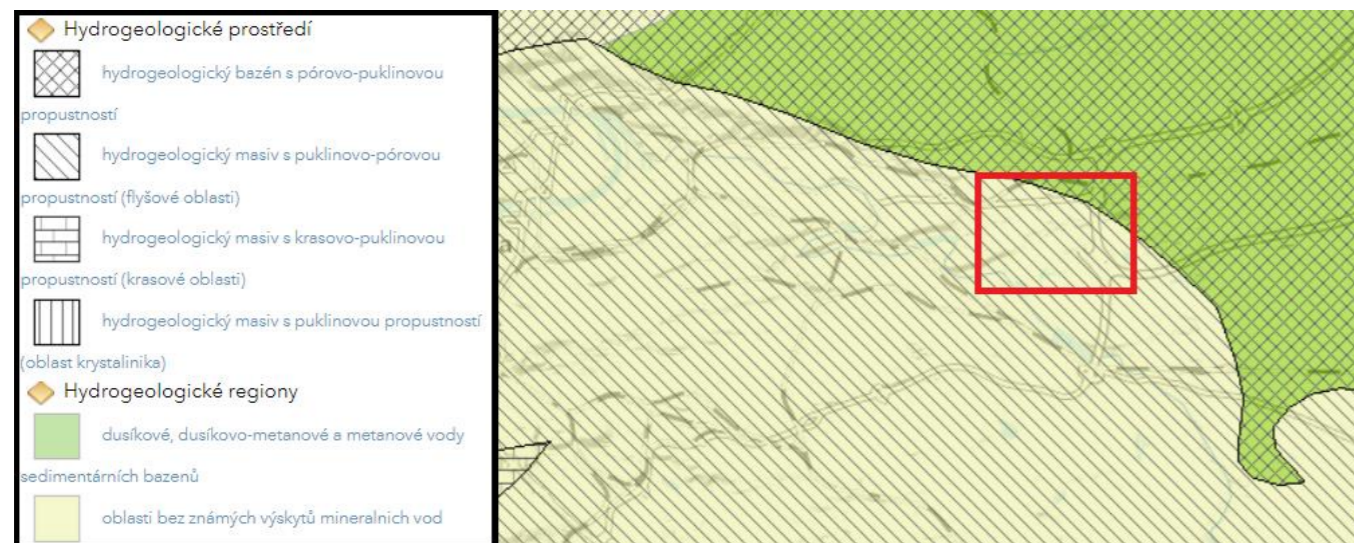 Hydrogeologické prostředí
hydrogeologický bazén s pórovo-puklinovou
propustností
hydrogeologický masiv s puklinovo-pórovou
propustností (flyšové oblasti)
hydrogeologický masiv s krasovo-puklinovou
propustností (krasové oblasti)
hydrogeologický masiv s puklinovou propustností
(oblast krystalinika)
Hydrogeologické regiony
dusíkové, dusíkovo-metanové a metanové vody
sedimentárních bazenů
oblasti bez známých výskytů mineralnich vod